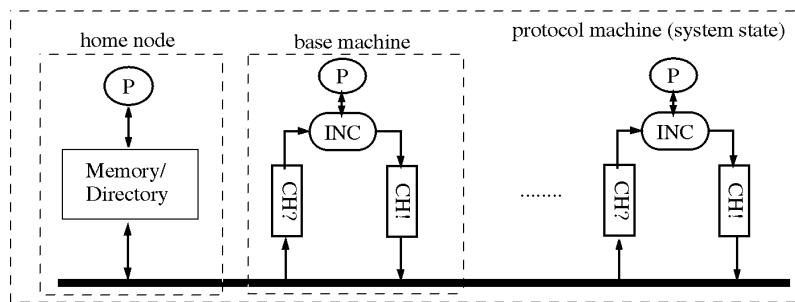 protocol machine (system state)
home node
base machine
P
P
P
INC
INC
Memory/
Directory
CH?
CH!
........
CH?
CH!